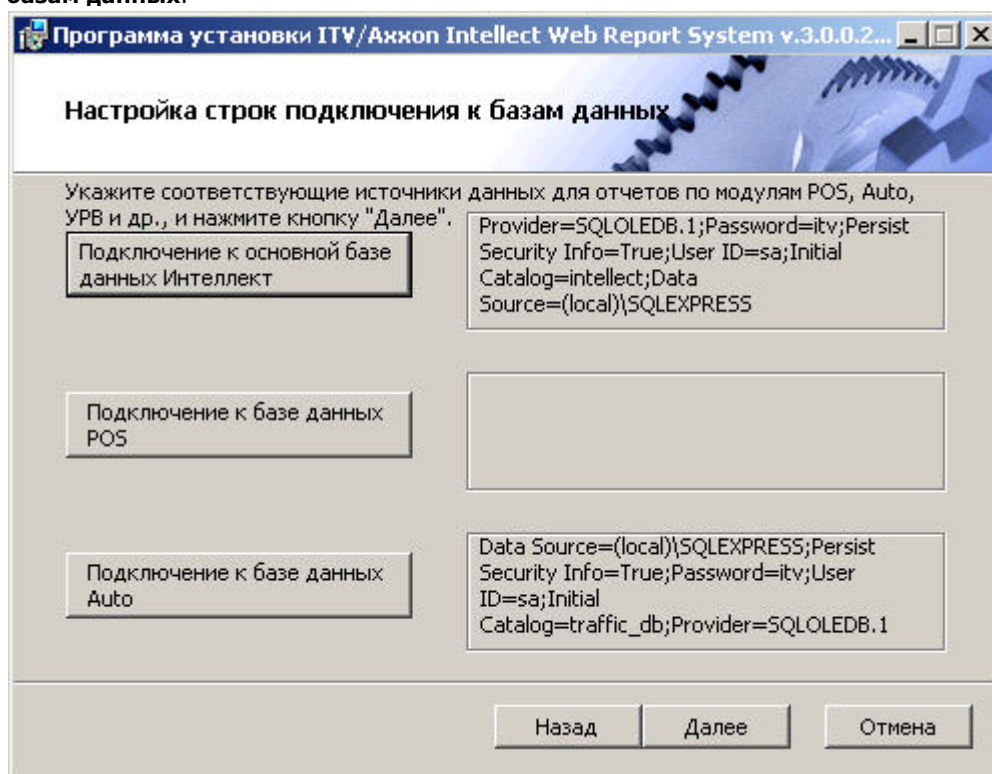 базам данных.
Программа установки ITV/Axxon Intellect Web Report System v.3.0.0.2...
Настройка строк подключения к базам данных
Укажите соответствующие источники данных для отчетов по модулям POS, Auto,
УРВ и др., и нажмите кнопку "Далее".
Подключение к основной базе
данных Интеллект
Provider=SQLOLEDB.1;Password=itv;Persist
Security Info=True;User ID=sa;Initial
Catalog=intellect;Data
Source=(local)\SQLEXPRESS
Подключение к базе данных
POS
Подключение к базе данных
Auto
Data Source=(local)\SQLEXPRESS;Persist
Security Info=True;Password=itv;User
ID=sa;Initial
Catalog=traffic_db;Provider=SQLOLEDB.1
Назад
Далее
Отмена